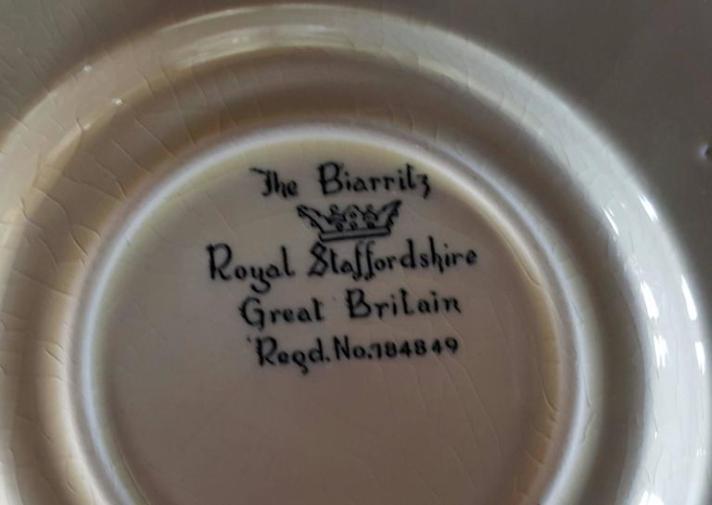 The Biarritz
Royal Staffordshire
Great Britain
Regd.No.784849